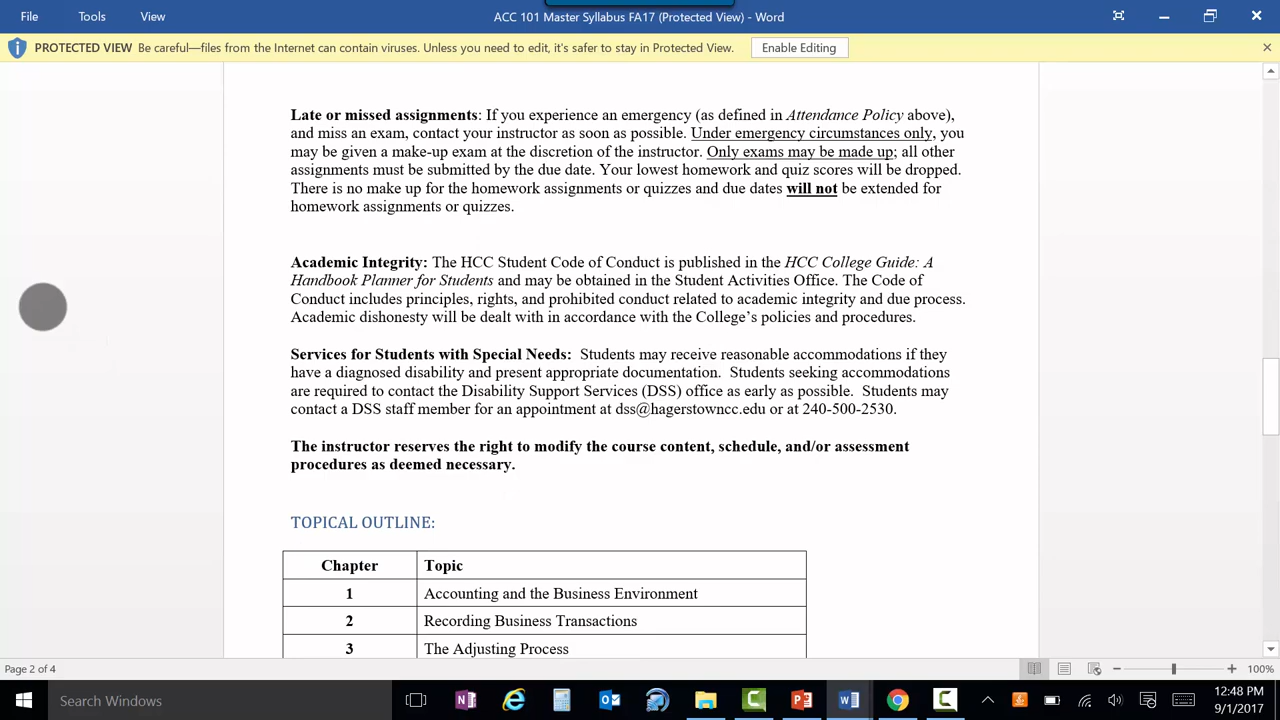 File Tools View ACC 101 Master Syllabus FA17 (Protected View) - Word
PROTECTED VIEW Be careful—files from the Internet can contain viruses. Unless you need to edit, it's safer to stay in Protected View. Enable Editing
Late or missed assignments: If you experience an emergency (as defined in Attendance Policy above),
and miss an exam, contact your instructor as soon as possible. Under emergency circumstances only, you
may be given a make-up exam at the discretion of the instructor. Only exams may be made up; all other
assignments must be submitted by the due date. Your lowest homework and quiz scores will be dropped.
There is no make up for the homework assignments or quizzes and due dates will not be extended for
homework assignments or quizzes.
Academic Integrity: The HCC Student Code of Conduct is published in the HCC College Guide: A
Handbook Planner for Students and may be obtained in the Student Activities Office. The Code of
Conduct includes principles, rights, and prohibited conduct related to academic integrity and due process.
Academic dishonesty will be dealt with in accordance with the College's policies and procedures.
Services for Students with Special Needs: Students may receive reasonable accommodations if they
have a diagnosed disability and present appropriate documentation. Students seeking accommodations
are required to contact the Disability Support Services (DSS) office as early as possible. Students may
contact a DSS staff member for an appointment at dss@hagerstowncc.edu or at 240-500-2530.
The instructor reserves the right to modify the course content, schedule, and/or assessment
procedures as deemed necessary.
TOPICAL OUTLINE:
Chapter Topic
1 Accounting and the Business Environment
2 Recording Business Transactions
3 The Adjusting Process
Page 2 of 4 100%
Search Windows 12:48 PM
9/1/2017